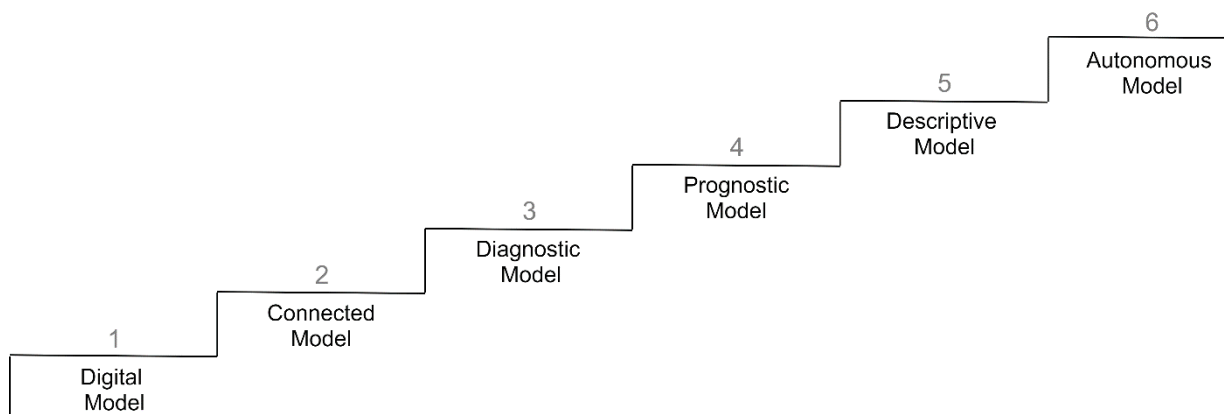 1
Digital
Model
2
Connected
Model
3
Diagnostic
Model
4
Prognostic
Model
5
Descriptive
Model
6
Autonomous
Model